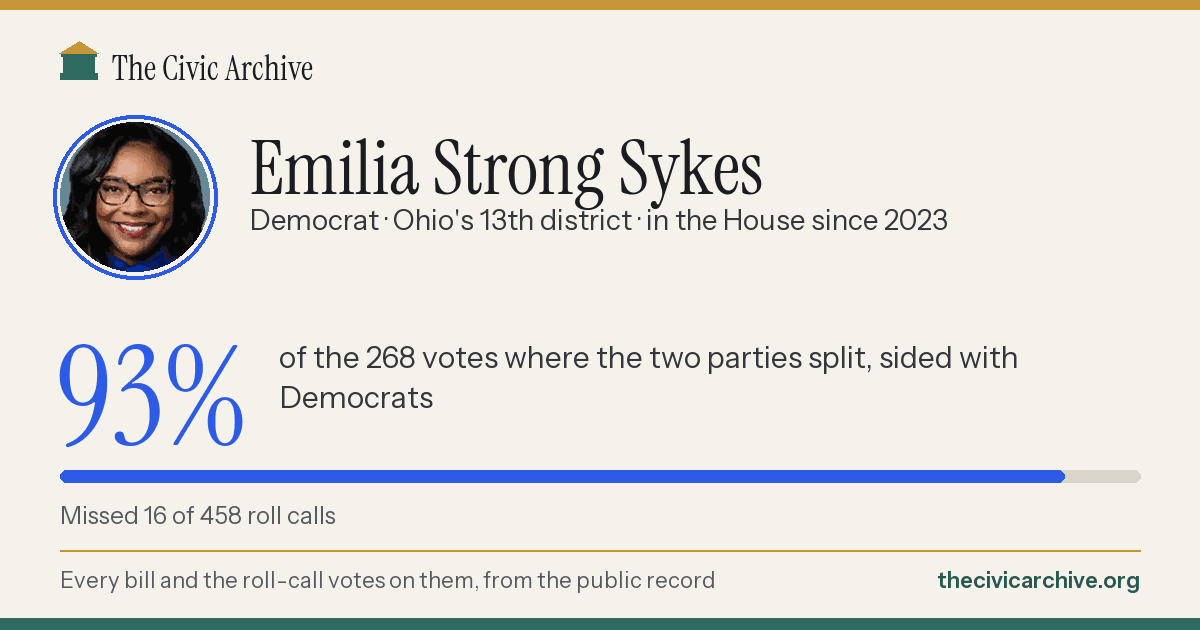 The Civic Archive
Emilia Strong Sykes
Democrat · Ohio's 13th district · in the House since 2023
93%
of the 268 votes where the two parties split, sided with
Democrats
Missed 16 of 458 roll calls
Every bill and the roll-call votes on them, from the public record
thecivicarchive.org